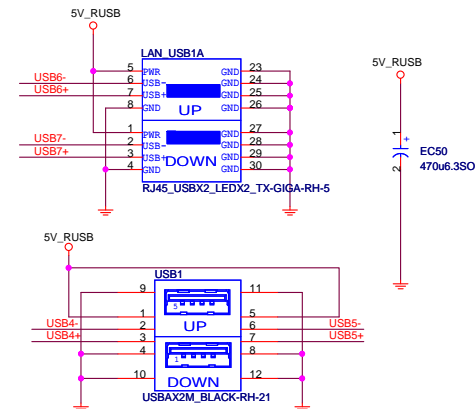 5V_RUSB
LAN_USB1A
5 PWR GND 23
USB6- 6 USB- GND 24
USB6+ 7 USB+ GND 25
8 GND GND 26
UP
1 PWR GND 27
USB7- 2 USB- GND 28
USB7+ 3 USB+ GND 29
4 GND GND 30
DOWN
RJ45_USBX2_LEDX2_TX-GIGA-RH-5
5V_RUSB
1
+
EC50
470u6.3SO
2
5V_RUSB
USB1
9 11
5
1 5
USB4- 2 UP 6 USB5-
USB4+ 3 7 USB5+
4 8
1
10 DOWN 12
USBAX2M_BLACK-RH-21